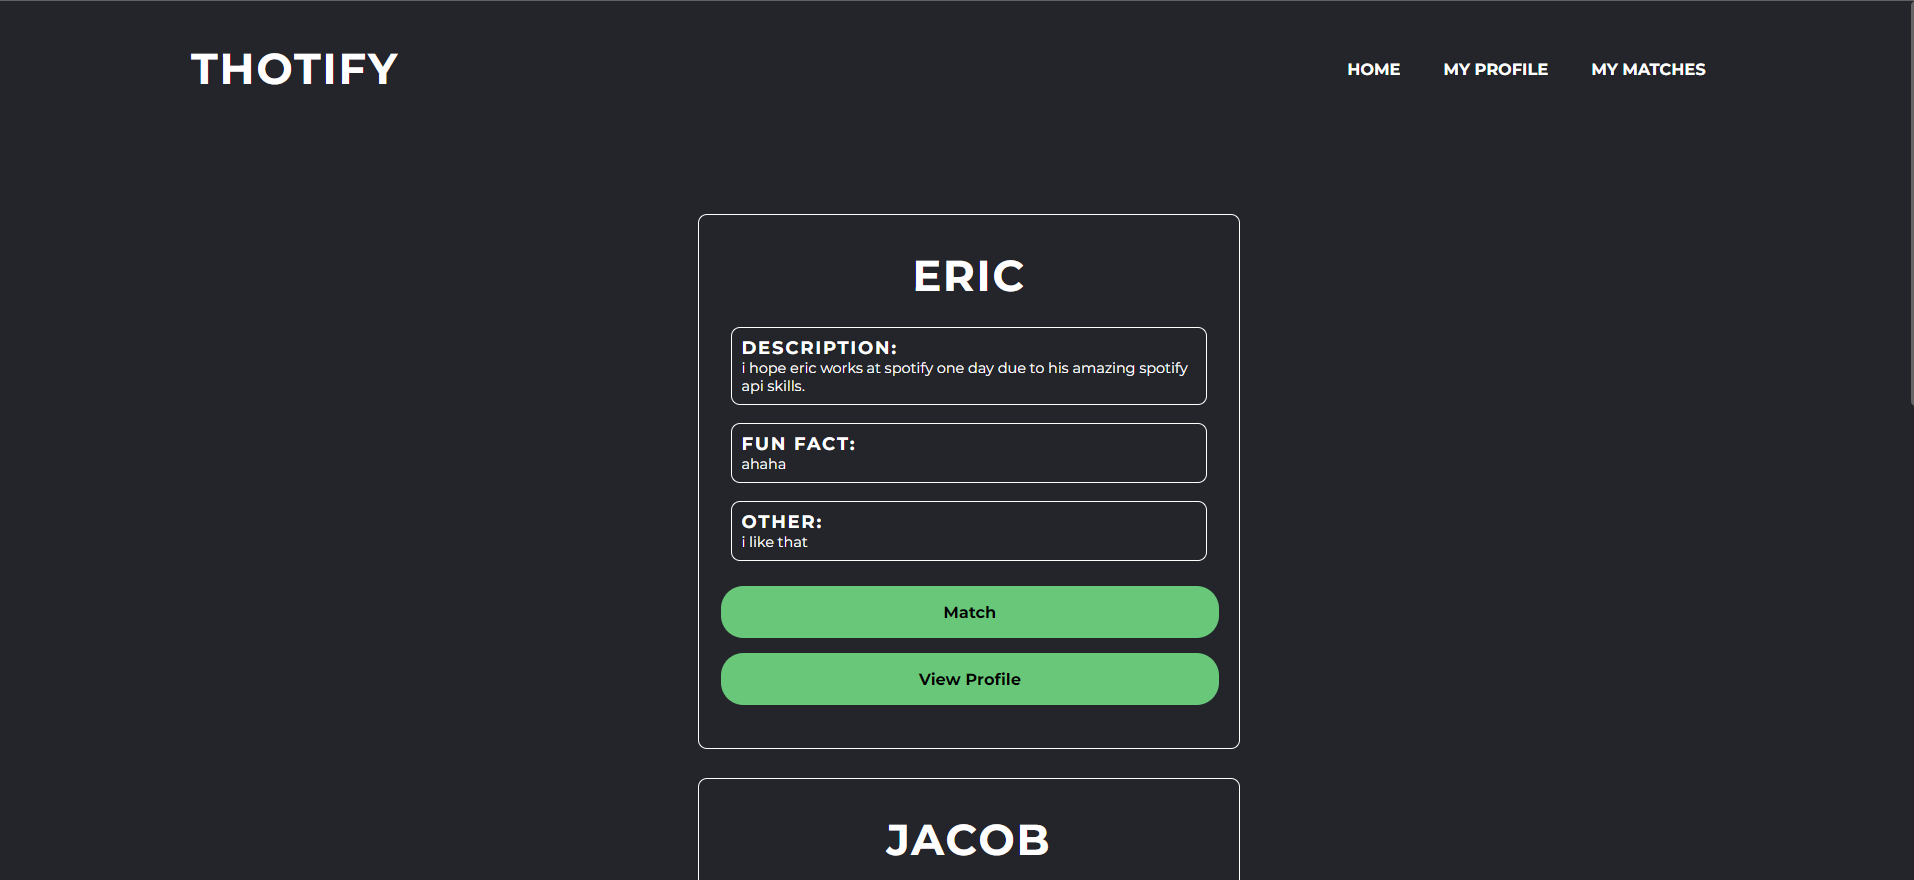 THOTIFY
HOME
MY PROFILE
MY MATCHES
ERIC
DESCRIPTION:
i hope eric works at spotify one day due to his amazing spotify
api skills.
FUN FACT:
ahaha
OTHER:
i like that
Match
View Profile
JACOB